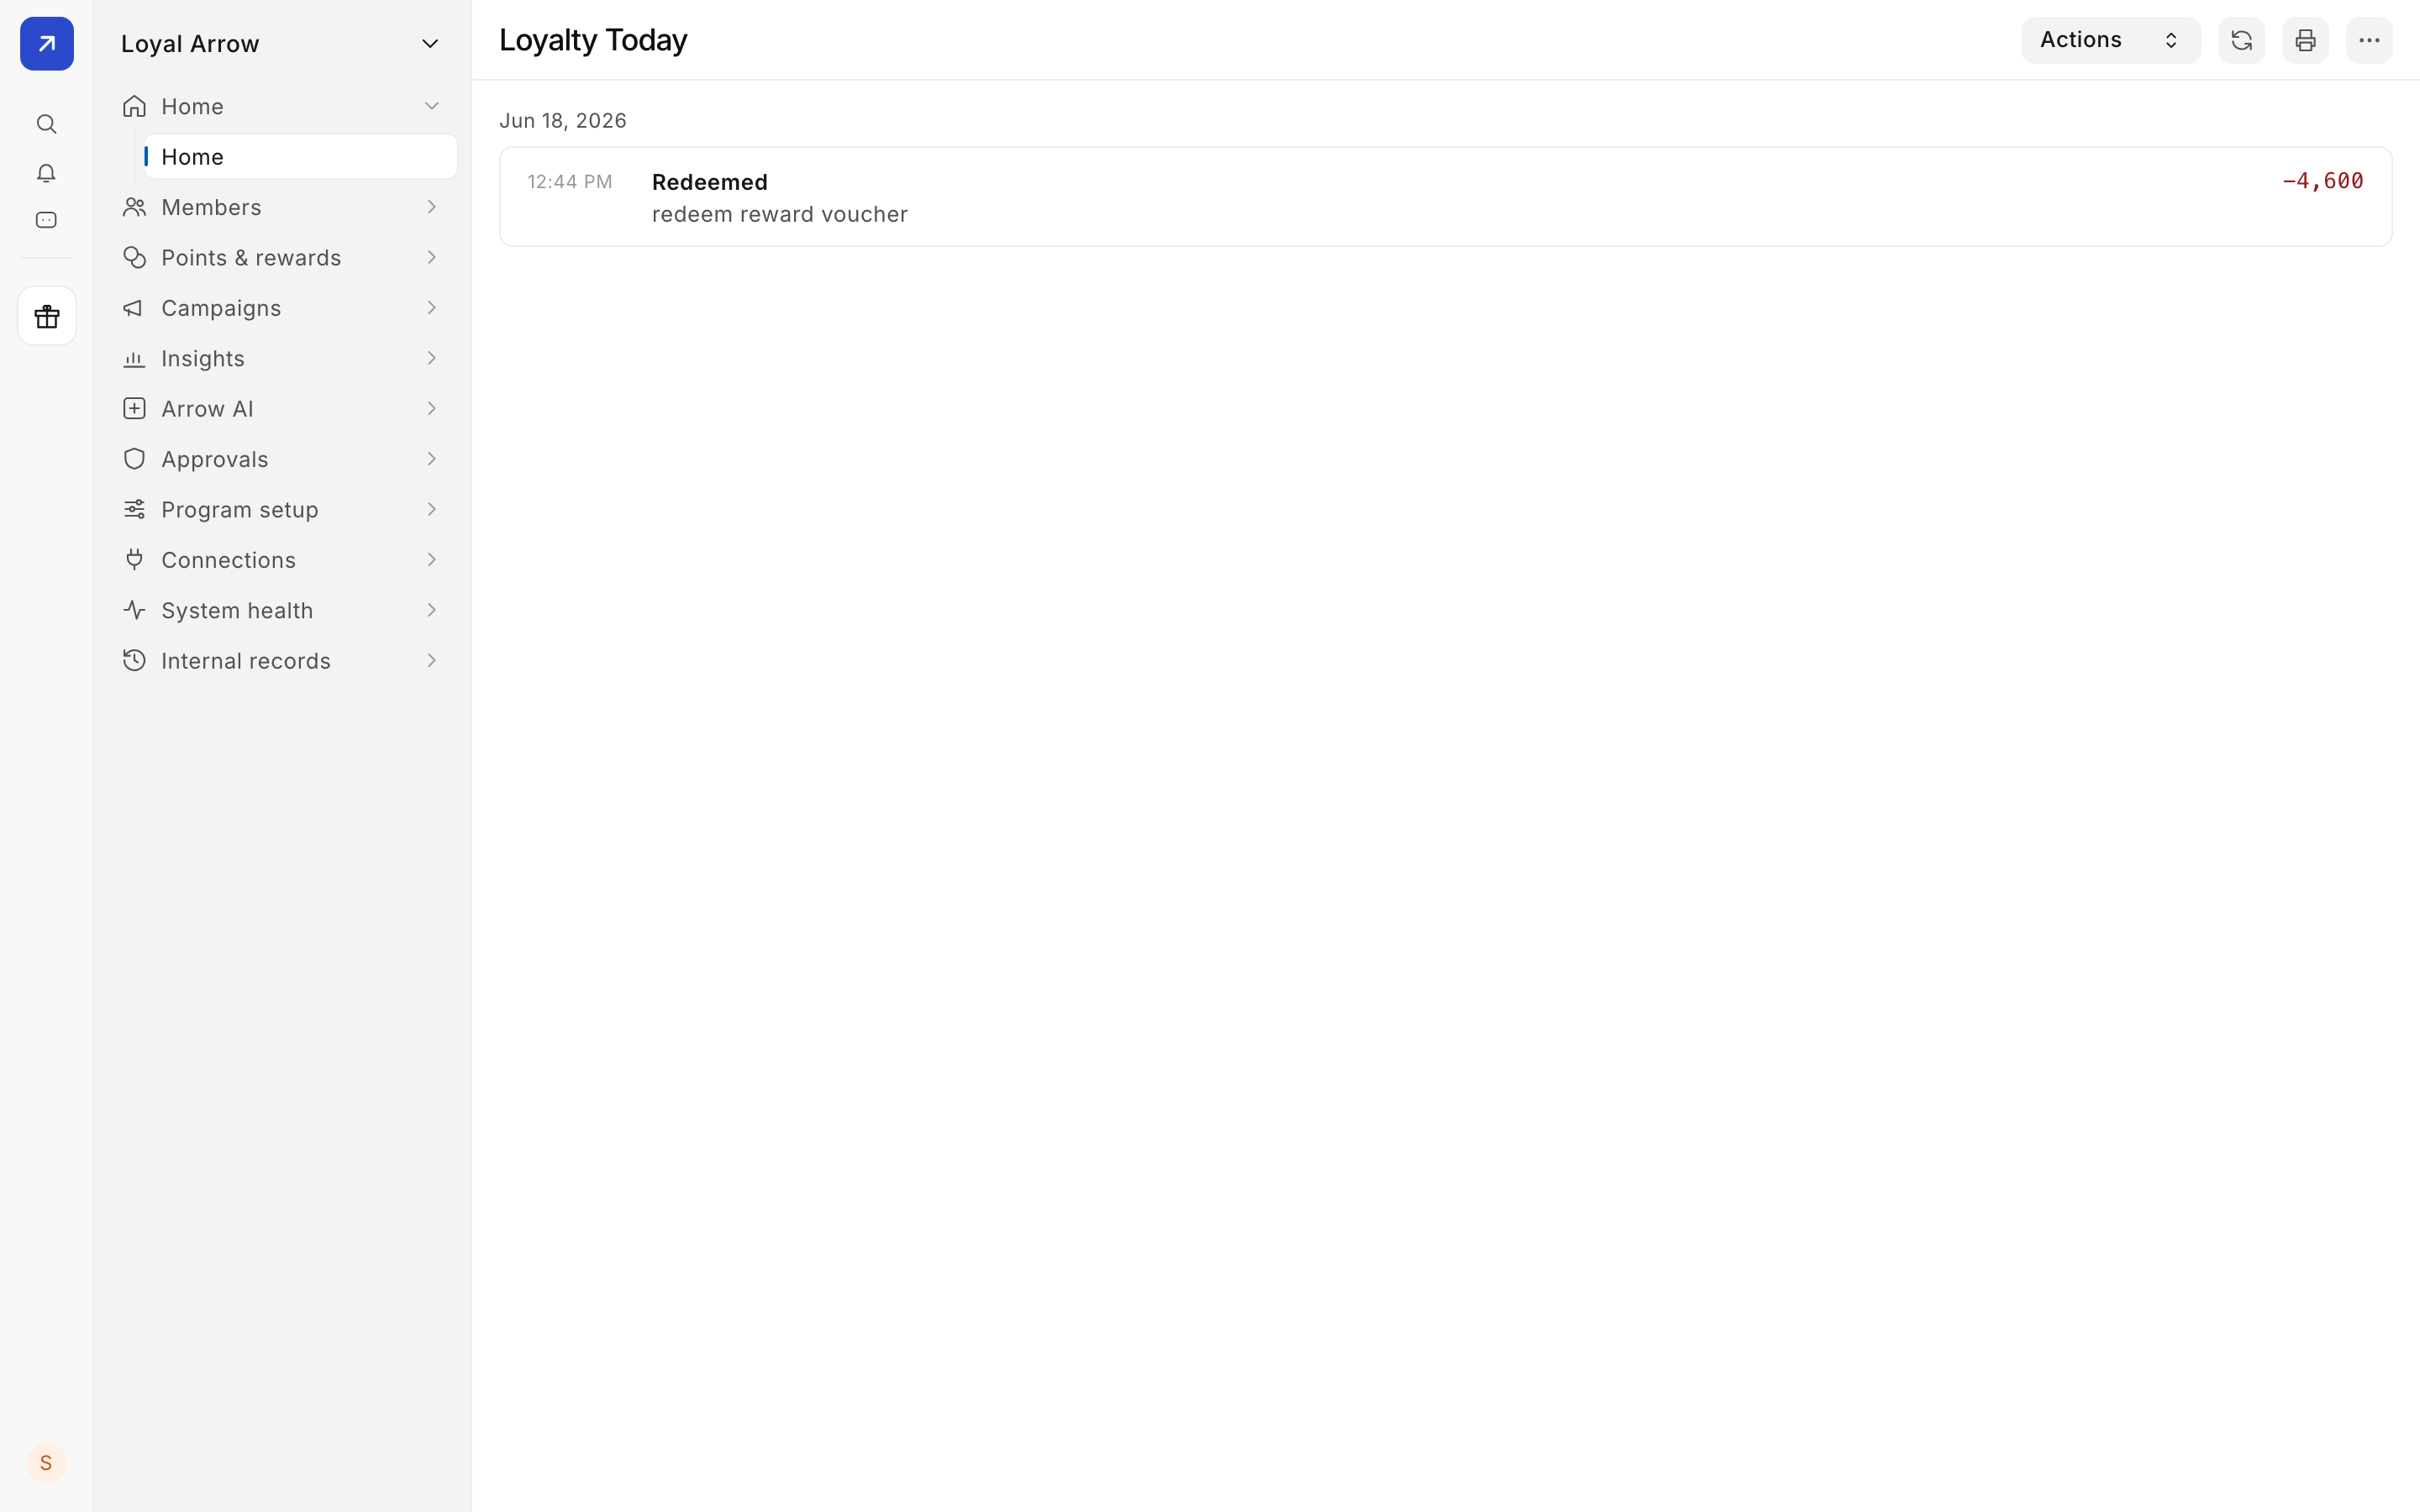 Loyal Arrow
Home
Home
Members
Points & rewards
Campaigns
Insights
Arrow AI
Approvals
Program setup
Connections
System health
Internal records
S
Loyalty Today
Actions
Jun 18, 2026
12:44 PM
Redeemed
−4,600
redeem reward voucher